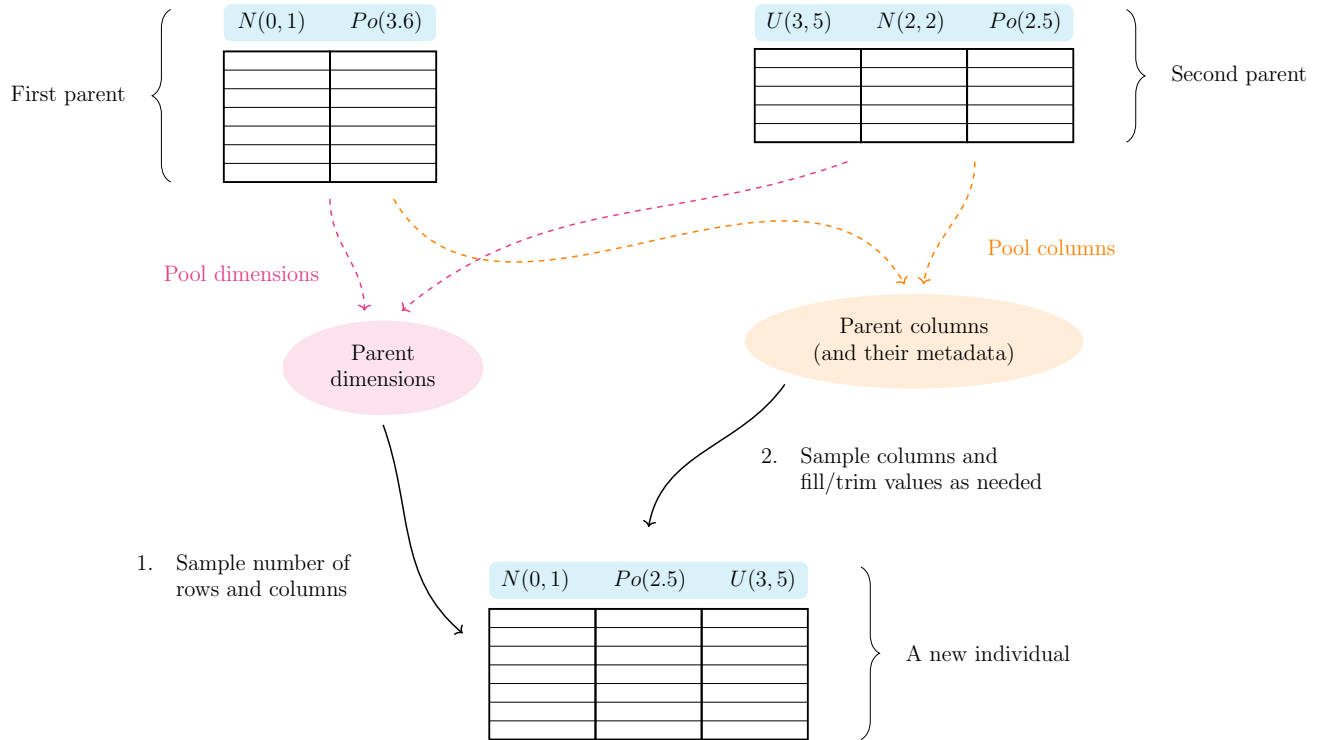 N(0, 1) Po(3.6)
U(3, 5) N(2, 2) Po(2.5)
First parent
Second parent
Pool dimensions
Pool columns
Parent
dimensions
Parent columns
(and their metadata)
2. Sample columns and
fill/trim values as needed
1. Sample number of
rows and columns
N(0, 1) Po(2.5) U(3, 5)
A new individual